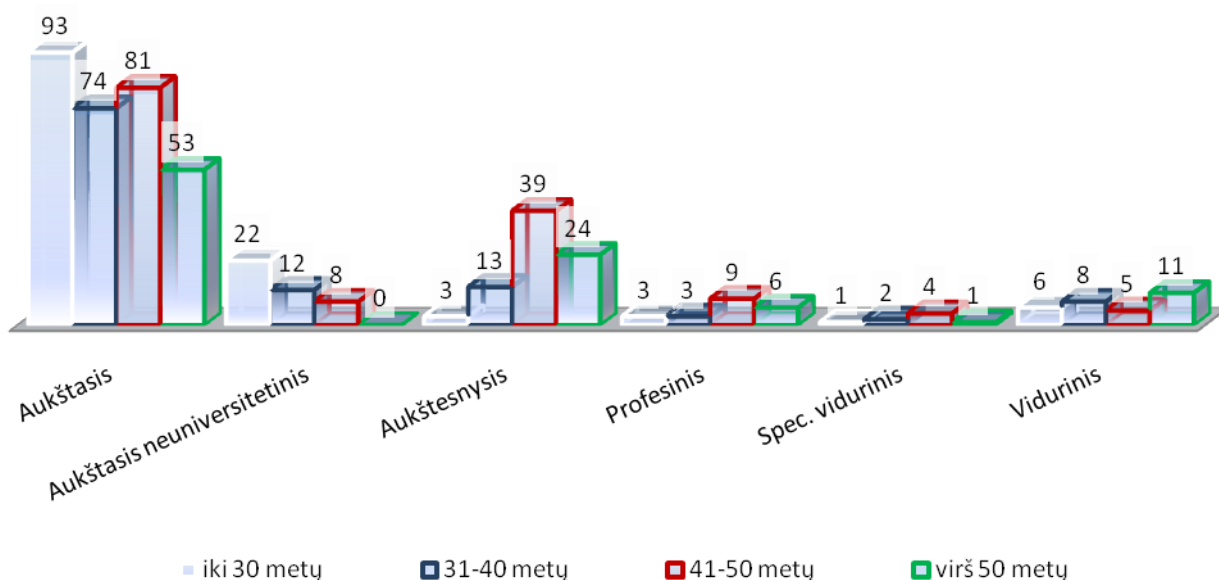 93 74 81 53
22 12 8 0
3 13 39 24
3 3 9 6
1 2 4 1
6 8 5 11
Aukštasis
Aukštasis neuniversitetinis
Aukštesnysis
Profesinis
Spec. vidurinis
Vidurinis
iki 30 metų 31-40 metų 41-50 metų virš 50 metų